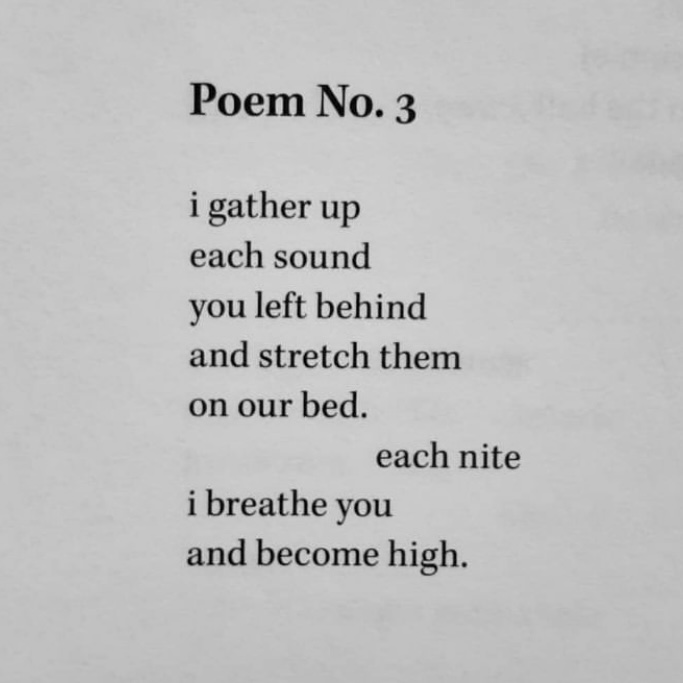 Poem No. 3
i gather up
each sound
you left behind
and stretch them
on our bed.
each nite
i breathe you
and become high.